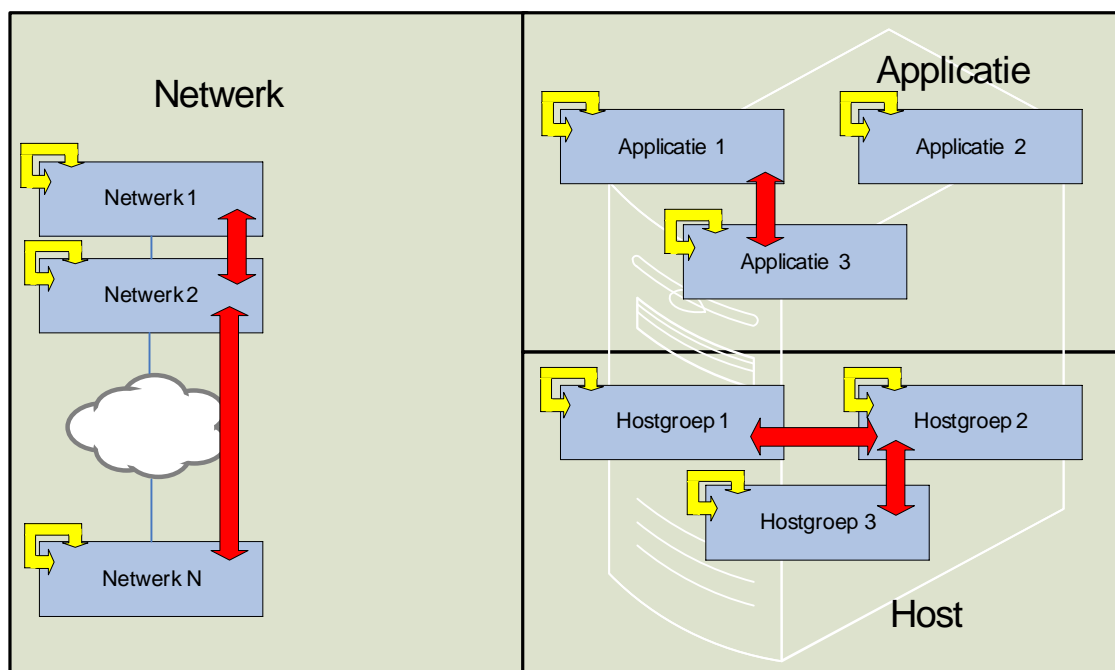 Netwerk
Netwerk 1
Netwerk 2
Netwerk N
Applicatie
Applicatie 1
Applicatie 2
Applicatie 3
Hostgroep 1
Hostgroep 2
Hostgroep 3
Host